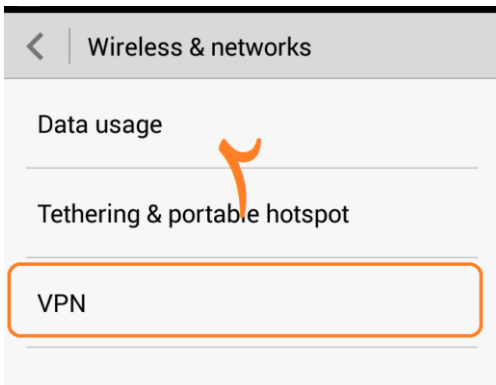 Wireless & networks
Data usage
۲
Tethering & portable hotspot
VPN